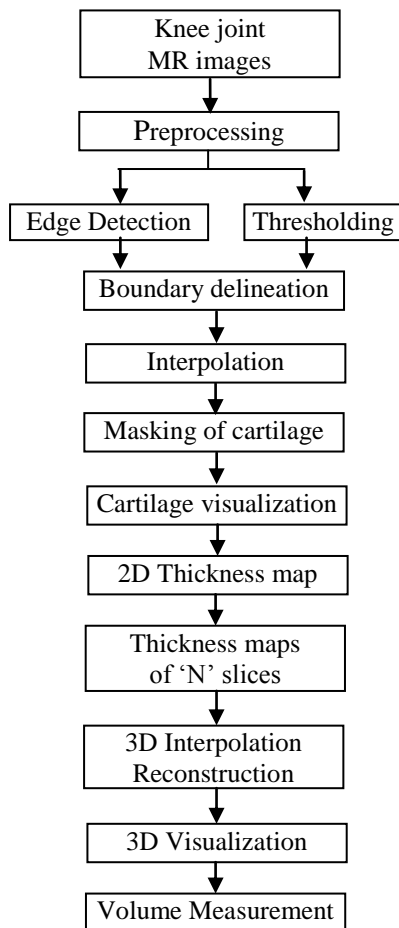 Knee joint
MR images
Preprocessing
Edge Detection
Thresholding
Boundary delineation
Interpolation
Masking of cartilage
Cartilage visualization
2D Thickness map
Thickness maps
of ‘N’ slices
3D Interpolation
Reconstruction
3D Visualization
Volume Measurement